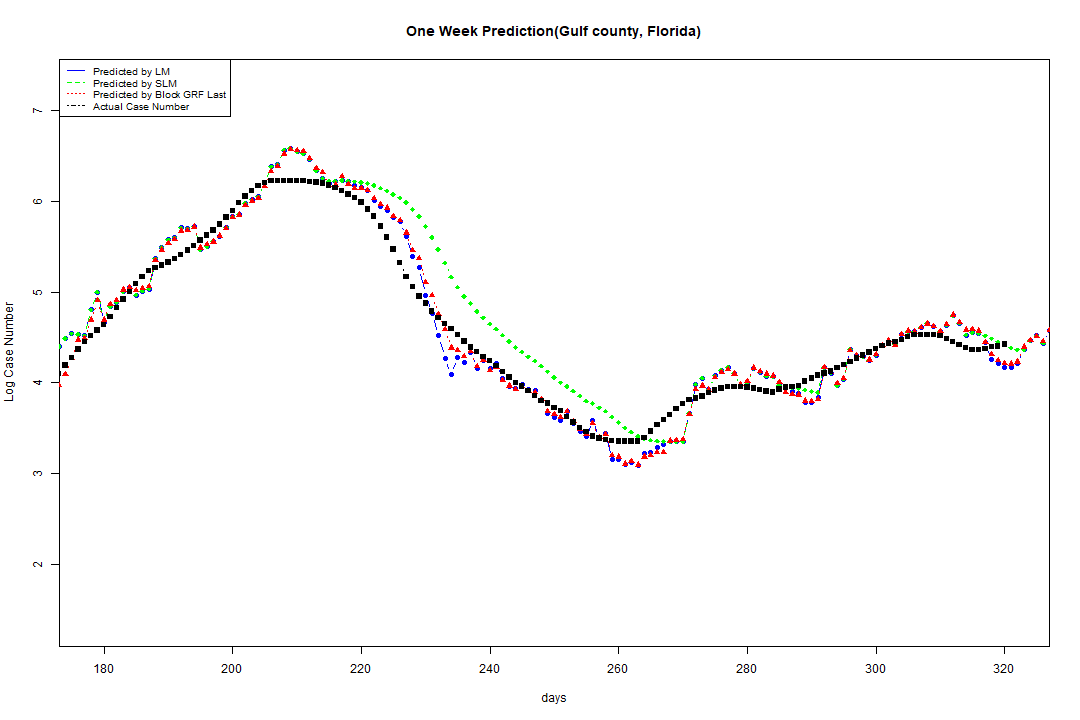 One Week Prediction(Gulf county, Florida)
Predicted by LM
Predicted by SLM
Predicted by Block GRF Last
Actual Case Number
7
6
5
4
3
2
Log Case Number
180 200 220 240 260 280 300 320
days